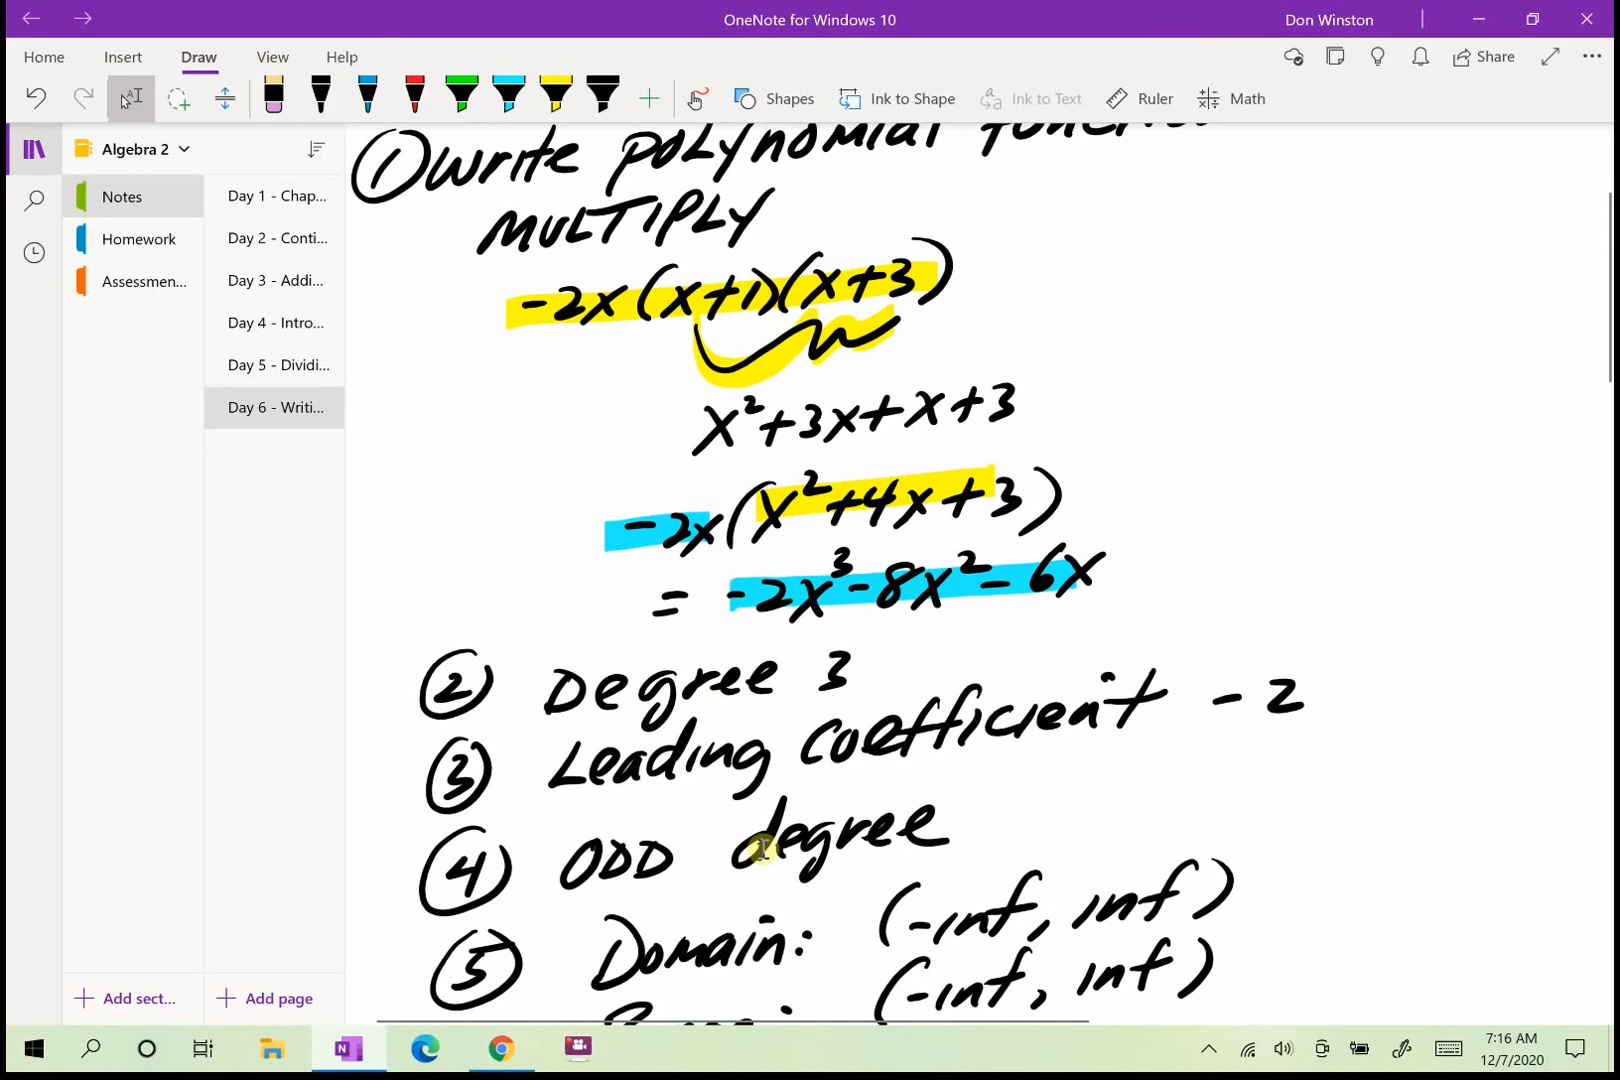 OneNote for Windows 10
Don Winston
Home Insert Draw View Help
Share
Shapes Ink to Shape Ink to Text Ruler Math
Algebra 2
Notes
Homework
Assessmen...
Day 1 - Chap...
Day 2 - Conti...
Day 3 - Addi...
Day 4 - Intro...
Day 5 - Dividi...
Day 6 - Writi...
① write polynomial function
MULTIPLY
-2x(x+1)(x+3)
x²+3x+x+3
-2x(x²+4x+3)
= -2x³-8x²-6x
② Degree 3
③ Leading coefficient -2
④ ODD degree
⑤ Domain: (-inf, inf)
(-inf, inf)
Add sect...
Add page
7:16 AM
12/7/2020